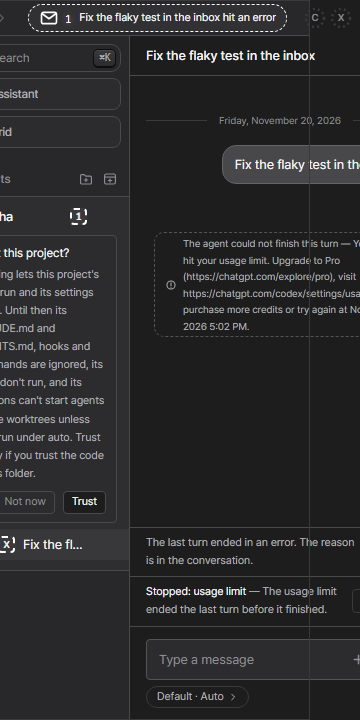 1 Fix the flaky test in the inbox hit an error
C X
earch ⌘K
ssistant
rid
ts
ha 1
t this project?
ing lets this project's
run and its settings
. Until then its
UDE.md and
NTS.md, hooks and
mands are ignored, its
don't run, and its
ons can't start agents
e worktrees unless
run under auto. Trust
y if you trust the code
s folder.
Not now Trust
X Fix the fl...
Fix the flaky test in the inbox
Friday, November 20, 2026
Fix the flaky test in the
The agent could not finish this turn — Yo
hit your usage limit. Upgrade to Pro
(https://chatgpt.com/explore/pro), visit
https://chatgpt.com/codex/settings/usa
purchase more credits or try again at No
2026 5:02 PM.
The last turn ended in an error. The reason
is in the conversation.
Stopped: usage limit — The usage limit
ended the last turn before it finished.
Type a message
Default · Auto